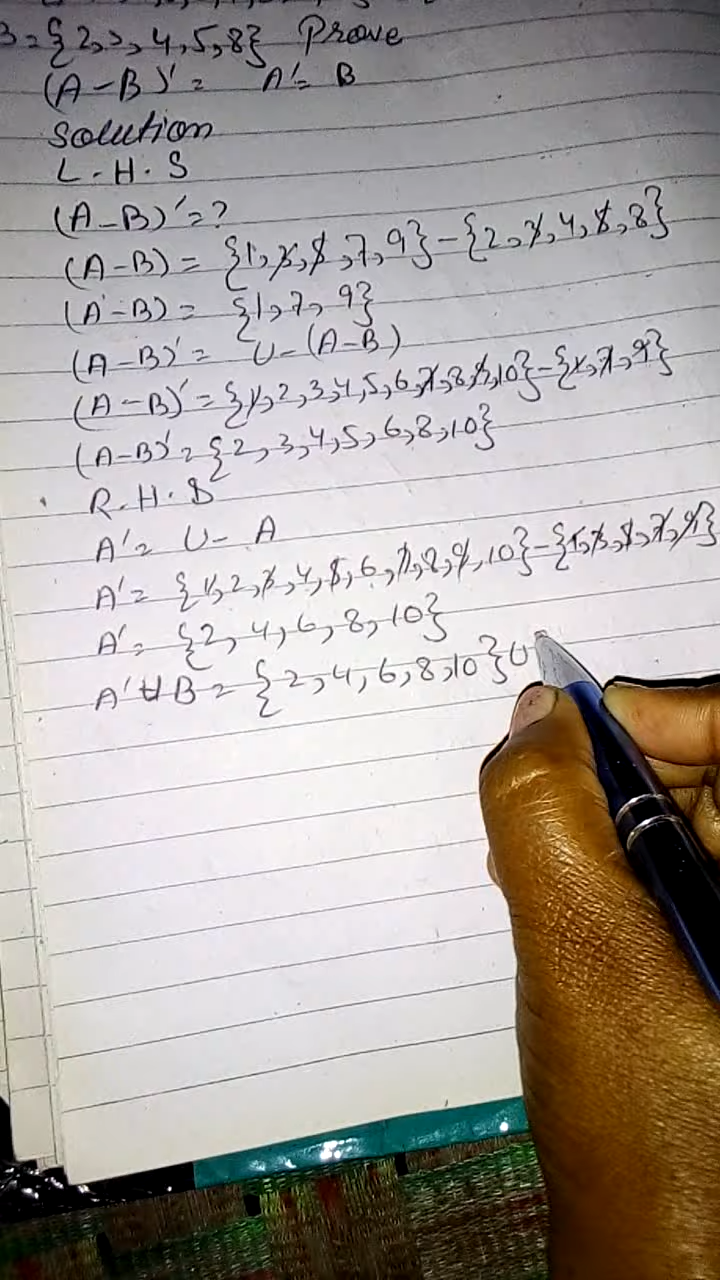 B = {2,3,4,5,8} Prove
(A-B)' = A' = B
Solution
L.H.S
(A-B)' = ?
(A-B) = {1,3,5,7,9} - {2,3,4,5,8}
(A-B) = {1,7,9}
(A-B)' = U-(A-B)
(A-B)' = {1,2,3,4,5,6,7,8,9,10} - {1,7,9}
(A-B)' = {2,3,4,5,6,8,10}
R.H.S
A' = U - A
A' = {1,2,3,4,5,6,7,8,9,10} - {1,3,5,7,9}
A' = {2,4,6,8,10}
A' U B = {2,4,6,8,10} U